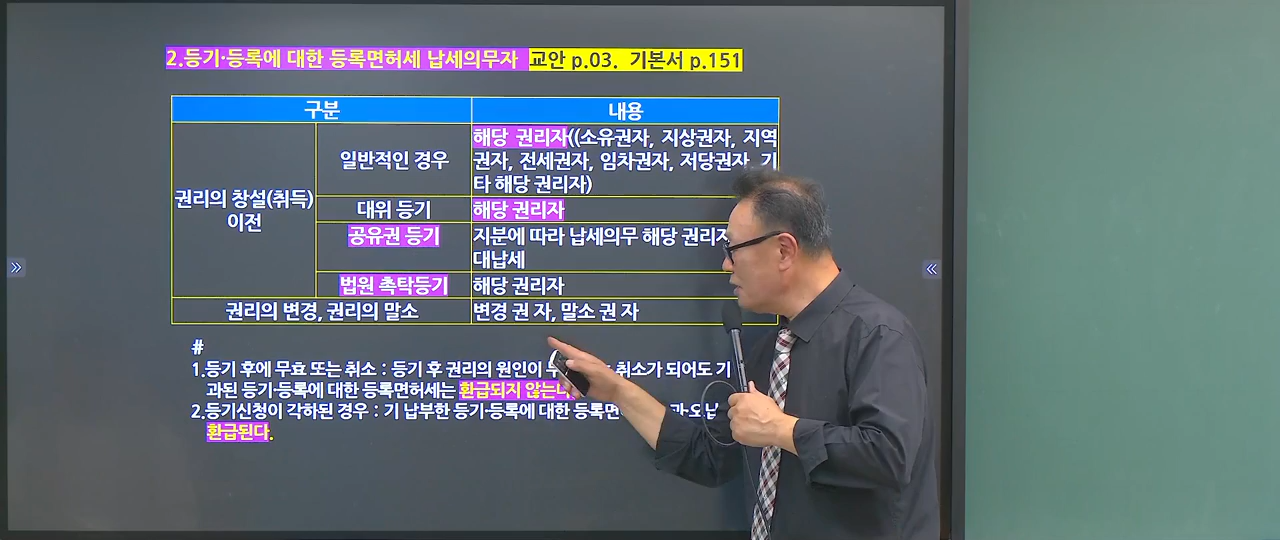 2.등기·등록에 대한 등록면허세 납세의무자 교안 p.03. 기본서 p.151
구분 내용
권리의 창설(취득)
이전
일반적인 경우
해당 권리자((소유권자, 지상권자, 지역
권자, 전세권자, 임차권자, 저당권자, 기
타 해당 권리자)
대위 등기 해당 권리자
공유권 등기
지분에 따라 납세의무 해당
대납세
법원 촉탁등기 해당 권리자
권리의 변경, 권리의 말소 변경 권 자, 말소 권 자
#
1.등기 후에 무효 또는 취소 : 등기 후 권리의 원인이 취소가 되어도 기
과된 등기·등록에 대한 등록면허세는 환급되지 않는
2.등기신청이 각하된 경우 : 기 납부한 등기·등록에 대한
환급된다.